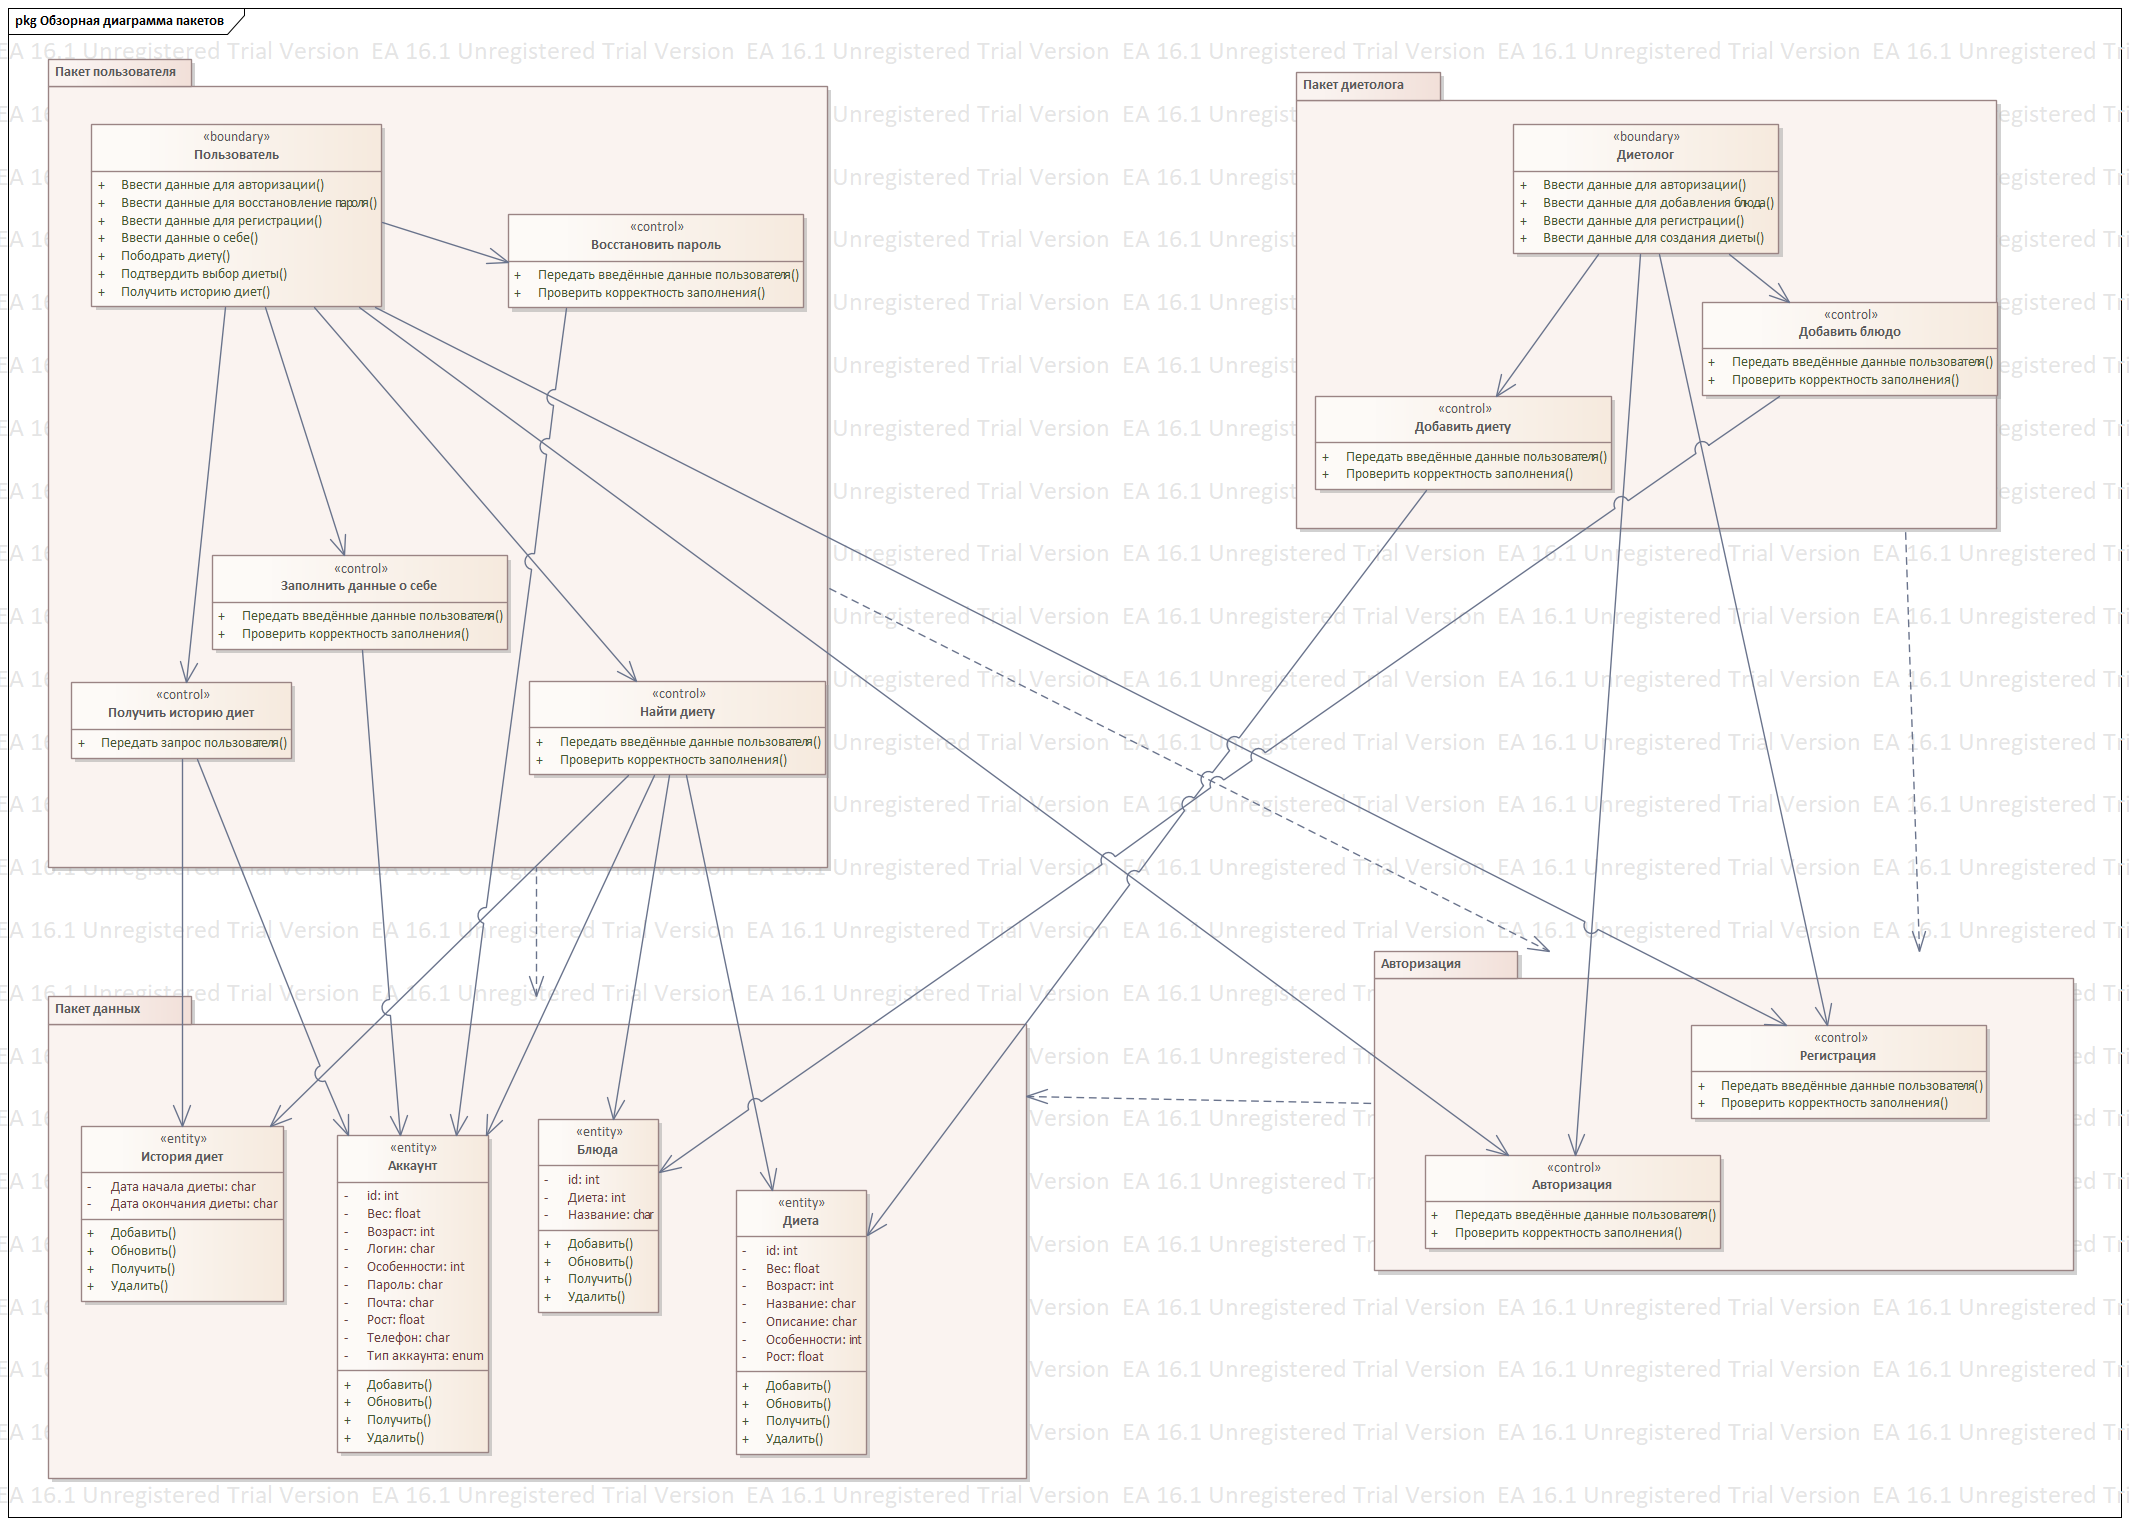 pkg Обзорная диаграмма пакетов
EA 16.1 Unregistered Trial Version
Пакет пользователя
«boundary»
Пользователь
+ Ввести данные для авторизации()
+ Ввести данные для восстановление пароля()
+ Ввести данные для регистрации()
+ Ввести данные о себе()
+ Пободрать диету()
+ Подтвердить выбор диеты()
+ Получить историю диет()
«control»
Восстановить пароль
+ Передать введённые данные пользователя()
+ Проверить корректность заполнения()
«control»
Заполнить данные о себе
+ Передать введённые данные пользователя()
+ Проверить корректность заполнения()
«control»
Получить историю диет
+ Передать запрос пользователя()
«control»
Найти диету
+ Передать введённые данные пользователя()
+ Проверить корректность заполнения()
Пакет диетолога
«boundary»
Диетолог
+ Ввести данные для авторизации()
+ Ввести данные для добавления блюда()
+ Ввести данные для регистрации()
+ Ввести данные для создания диеты()
«control»
Добавить блюдо
+ Передать введённые данные пользователя()
+ Проверить корректность заполнения()
«control»
Добавить диету
+ Передать введённые данные пользователя()
+ Проверить корректность заполнения()
Пакет данных
«entity»
История диет
- Дата начала диеты: char
- Дата окончания диеты: char
+ Добавить()
+ Обновить()
+ Получить()
+ Удалить()
«entity»
Аккаунт
- id: int
- Вес: float
- Возраст: int
- Логин: char
- Особенности: int
- Пароль: char
- Почта: char
- Рост: float
- Телефон: char
- Тип аккаунта: enum
+ Добавить()
+ Обновить()
+ Получить()
+ Удалить()
«entity»
Блюда
- id: int
- Диета: int
- Название: char
+ Добавить()
+ Обновить()
+ Получить()
+ Удалить()
«entity»
Диета
- id: int
- Вес: float
- Возраст: int
- Название: char
- Описание: char
- Особенности: int
- Рост: float
+ Добавить()
+ Обновить()
+ Получить()
+ Удалить()
Авторизация
«control»
Регистрация
+ Передать введённые данные пользователя()
+ Проверить корректность заполнения()
«control»
Авторизация
+ Передать введённые данные пользователя()
+ Проверить корректность заполнения()